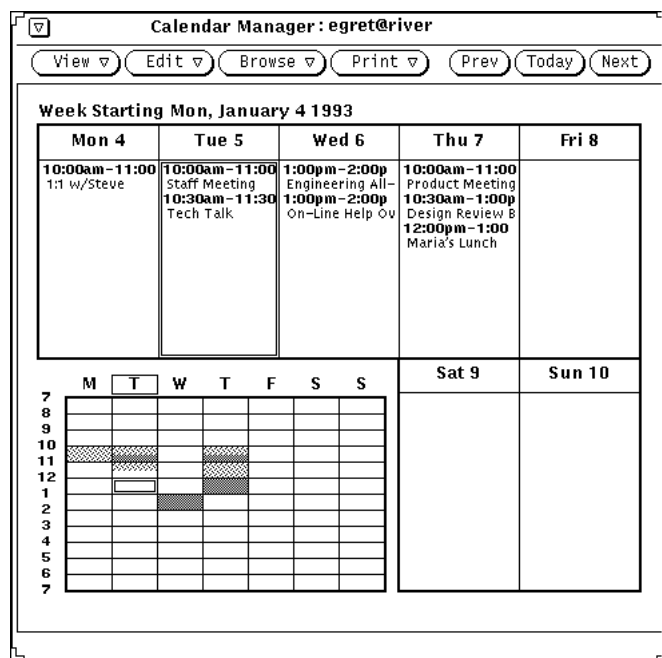 Calendar Manager : egret@river
View Edit Browse Print Prev Today Next
Week Starting Mon, January 4 1993
Mon 4 Tue 5 Wed 6 Thu 7 Fri 8
10:00am-11:00
1:1 w/Steve
10:00am-11:00
Staff Meeting
10:30am-11:30
Tech Talk
1:00pm-2:00p
Engineering All-
1:00pm-2:00p
On-Line Help Ov
10:00am-11:00
Product Meeting
10:30am-1:00p
Design Review B
12:00pm-1:00
Maria's Lunch
Sat 9 Sun 10
M T W T F S S
7
8
9
10
11
12
1
2
3
4
5
6
7